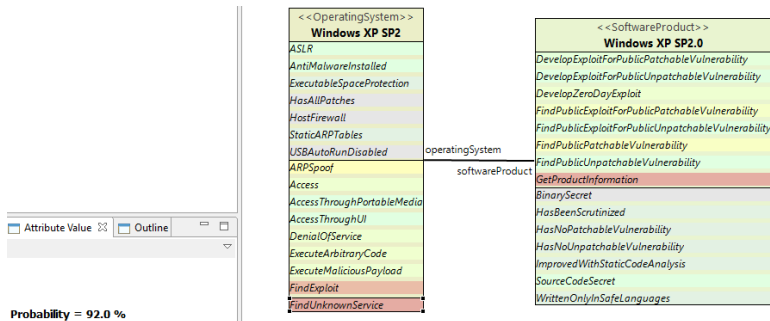 <<OperatingSystem>>
Windows XP SP2
ASLR
AntiMalwareInstalled
ExecutableSpaceProtection
HasAllPatches
HostFirewall
StaticARPTables
USBAutoRunDisabled
ARPSpoof
Access
AccessThroughPortableMedia
AccessThroughUI
DenialOfService
ExecuteArbitraryCode
ExecuteMaliciousPayload
FindExploit
FindUnknownService
operatingSystem
softwareProduct
<<SoftwareProduct>>
Windows XP SP2.0
DevelopExploitForPublicPatchableVulnerability
DevelopExploitForPublicUnpatchableVulnerability
DevelopZeroDayExploit
FindPublicExploitForPublicPatchableVulnerability
FindPublicExploitForPublicUnpatchableVulnerability
FindPublicPatchableVulnerability
FindPublicUnpatchableVulnerability
GetProductInformation
BinarySecret
HasBeenScrutinized
HasNoPatchableVulnerability
HasNoUnpatchableVulnerability
ImprovedWithStaticCodeAnalysis
SourceCodeSecret
WrittenOnlyInSafeLanguages
Attribute Value
Outline
Probability = 92.0 %